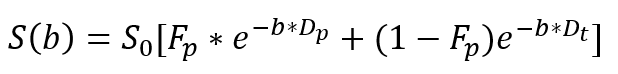 S(b) = S₀[Fₚ * e^{-b*Dₚ} + (1 − Fₚ)e^{-b*Dₜ}]